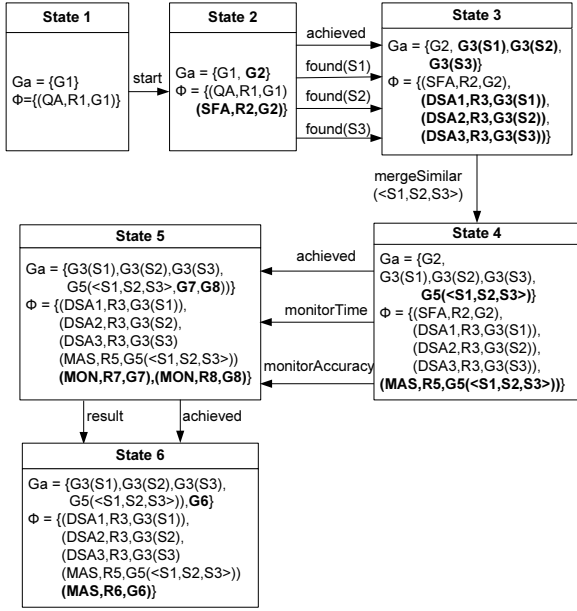 State 1
Ga = {G1}
Φ={(QA,R1,G1)}
start
State 2
Ga = {G1, G2}
Φ = {(QA,R1,G1)
(SFA,R2,G2)}
achieved
found(S1)
found(S2)
found(S3)
State 3
Ga = {G2, G3(S1),G3(S2),
G3(S3)}
Φ = {(SFA,R2,G2),
(DSA1,R3,G3(S1)),
(DSA2,R3,G3(S2)),
(DSA3,R3,G3(S3))}
mergeSimilar
(<S1,S2,S3>)
State 4
Ga = {G2,
G3(S1),G3(S2),G3(S3),
G5(<S1,S2,S3>)}
Φ = {(SFA,R2,G2),
(DSA1,R3,G3(S1)),
(DSA2,R3,G3(S2)),
(DSA3,R3,G3(S3)),
(MAS,R5,G5(<S1,S2,S3>))}
achieved
monitorTime
monitorAccuracy
State 5
Ga = {G3(S1),G3(S2),G3(S3),
G5(<S1,S2,S3>,G7,G8))}
Φ = {(DSA1,R3,G3(S1)),
(DSA2,R3,G3(S2),
(DSA3,R3,G3(S3)
(MAS,R5,G5(<S1,S2,S3>))
(MON,R7,G7),(MON,R8,G8)}
result
achieved
State 6
Ga = {G3(S1),G3(S2),G3(S3),
G5(<S1,S2,S3>)),G6}
Φ = {(DSA1,R3,G3(S1)),
(DSA2,R3,G3(S2),
(DSA3,R3,G3(S3)
(MAS,R5,G5(<S1,S2,S3>))
(MAS,R6,G6)}